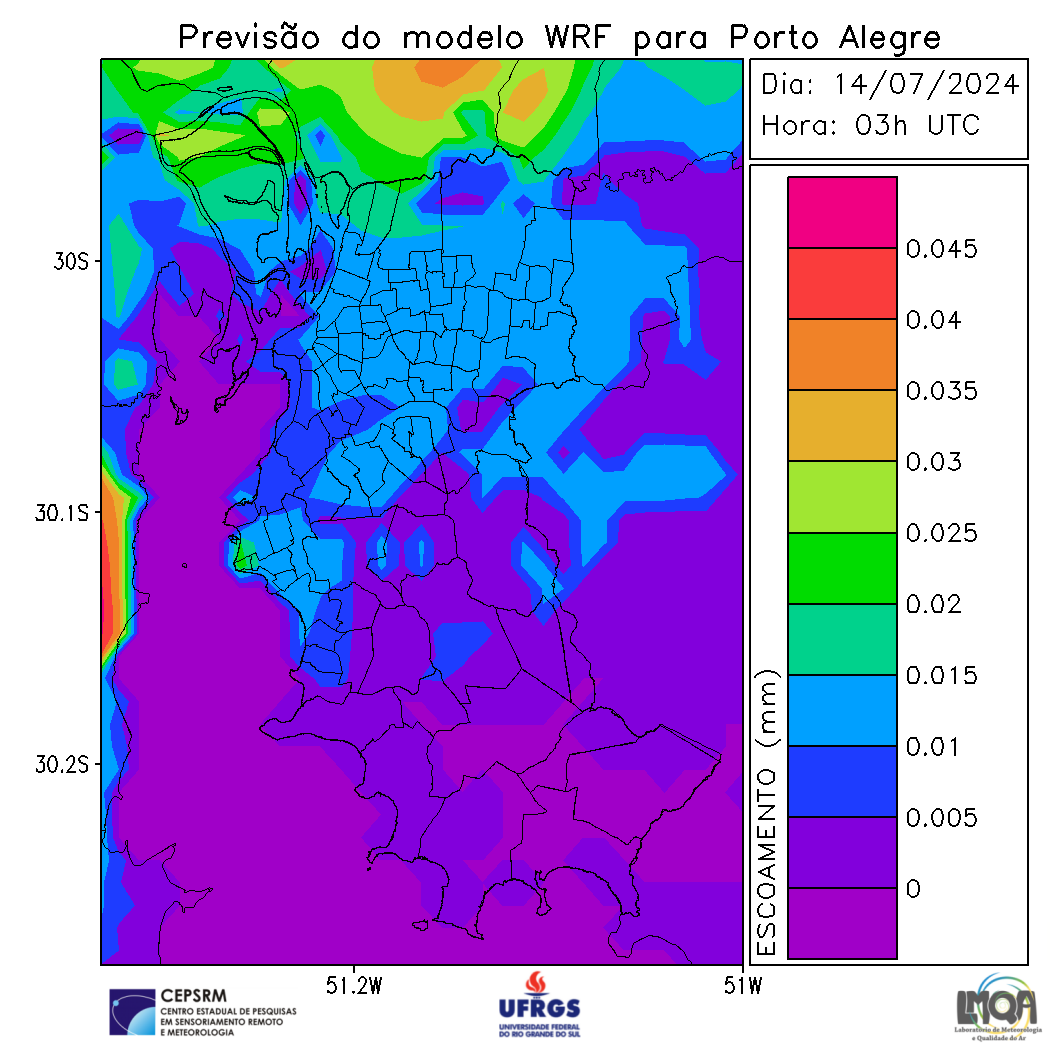 Previsão do modelo WRF para Porto Alegre
Dia: 14/07/2024
Hora: 03h UTC
0.045
0.04
0.035
0.03
0.025
0.02
0.015
0.01
0.005
0
ESCOAMENTO (mm)
30S
30.1S
30.2S
51.2W
51W
CEPSRM
CENTRO ESTADUAL DE PESQUISAS
EM SENSORIAMENTO REMOTO
E METEOROLOGIA
UFRGS
UNIVERSIDADE FEDERAL
DO RIO GRANDE DO SUL
LMQA
Laboratório de Meteorologia
e Qualidade do Ar